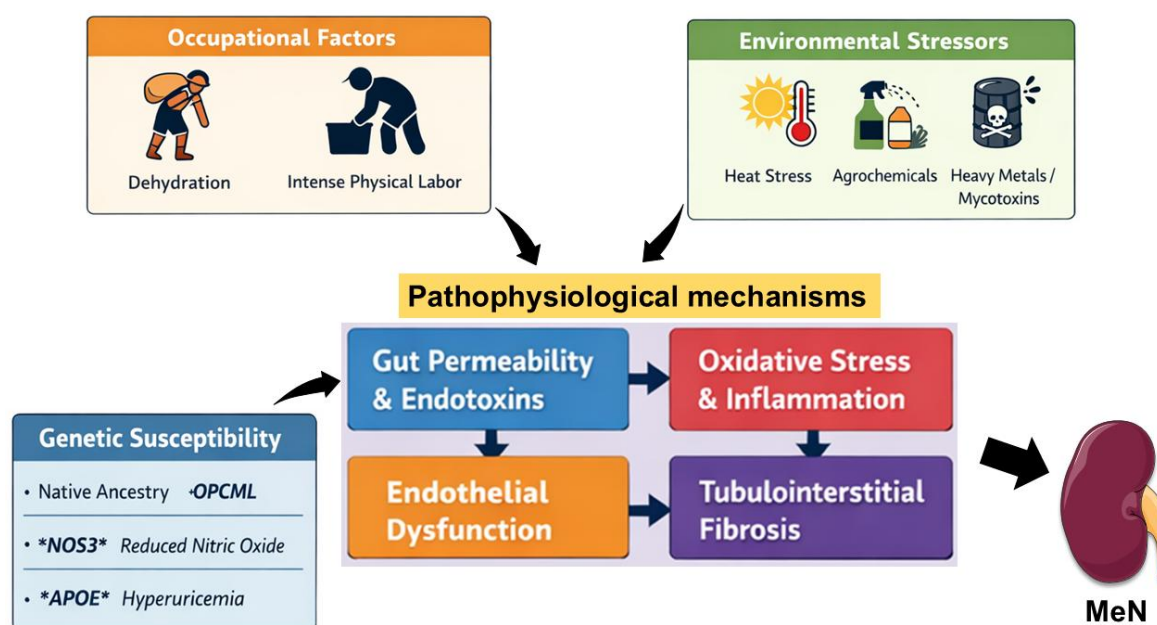 Occupational Factors
Dehydration
Intense Physical Labor
Environmental Stressors
Heat Stress
Agrochemicals
Heavy Metals /
Mycotoxins
Pathophysiological mechanisms
Gut Permeability
& Endotoxins
Oxidative Stress
& Inflammation
Endothelial
Dysfunction
Tubulointerstitial
Fibrosis
Genetic Susceptibility
• Native Ancestry +OPCML
• *NOS3* Reduced Nitric Oxide
• *APOE* Hyperuricemia
MeN